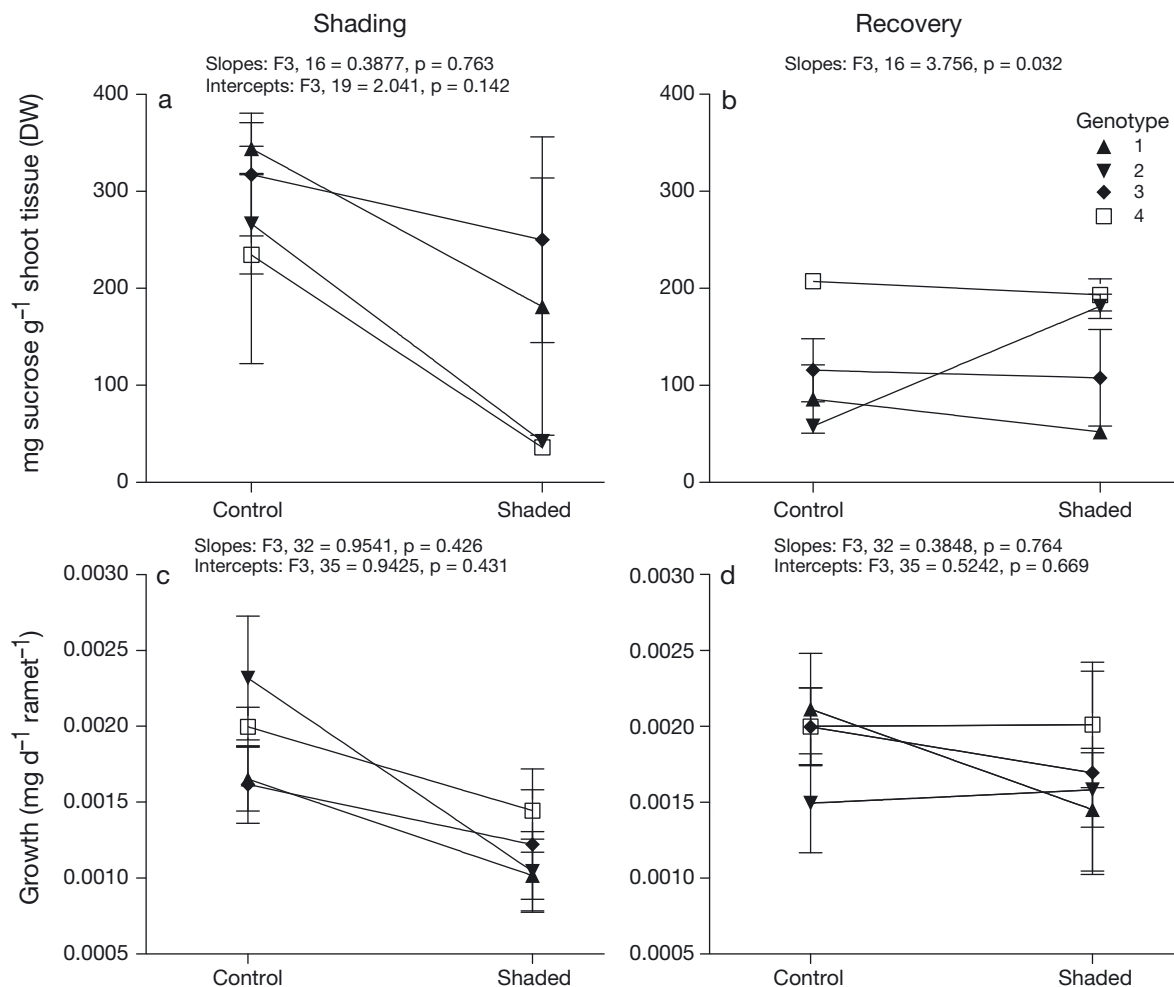 Shading
Recovery
Slopes: F3, 16 = 0.3877, p = 0.763
Intercepts: F3, 19 = 2.041, p = 0.142
Slopes: F3, 16 = 3.756, p = 0.032
mg sucrose g⁻¹ shoot tissue (DW)
a
400
300
200
100
0
Control
Shaded
b
400
300
200
100
0
Control
Shaded
Genotype
1
2
3
4
Slopes: F3, 32 = 0.9541, p = 0.426
Intercepts: F3, 35 = 0.9425, p = 0.431
Slopes: F3, 32 = 0.3848, p = 0.764
Intercepts: F3, 35 = 0.5242, p = 0.669
Growth (mg d⁻¹ ramet⁻¹)
c
0.0030
0.0025
0.0020
0.0015
0.0010
0.0005
Control
Shaded
d
0.0030
0.0025
0.0020
0.0015
0.0010
0.0005
Control
Shaded